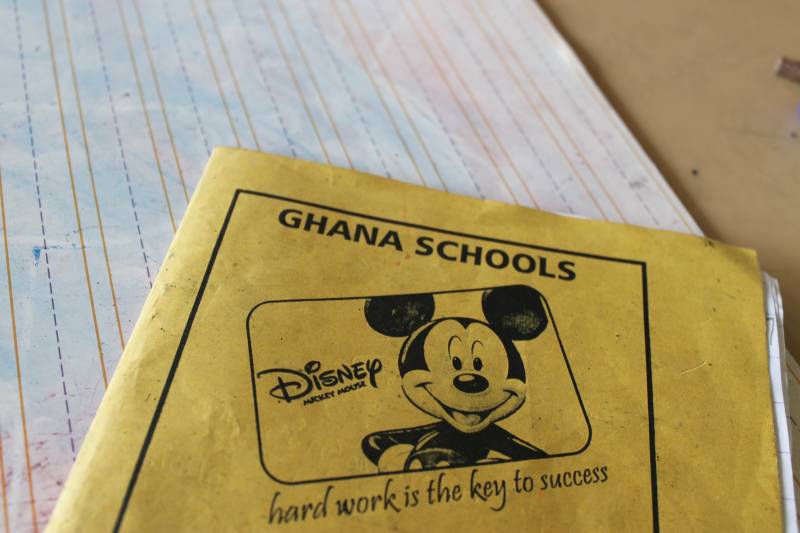 GHANA SCHOOLS
DISNEY
MICKEY MOUSE
hard work is the key to success